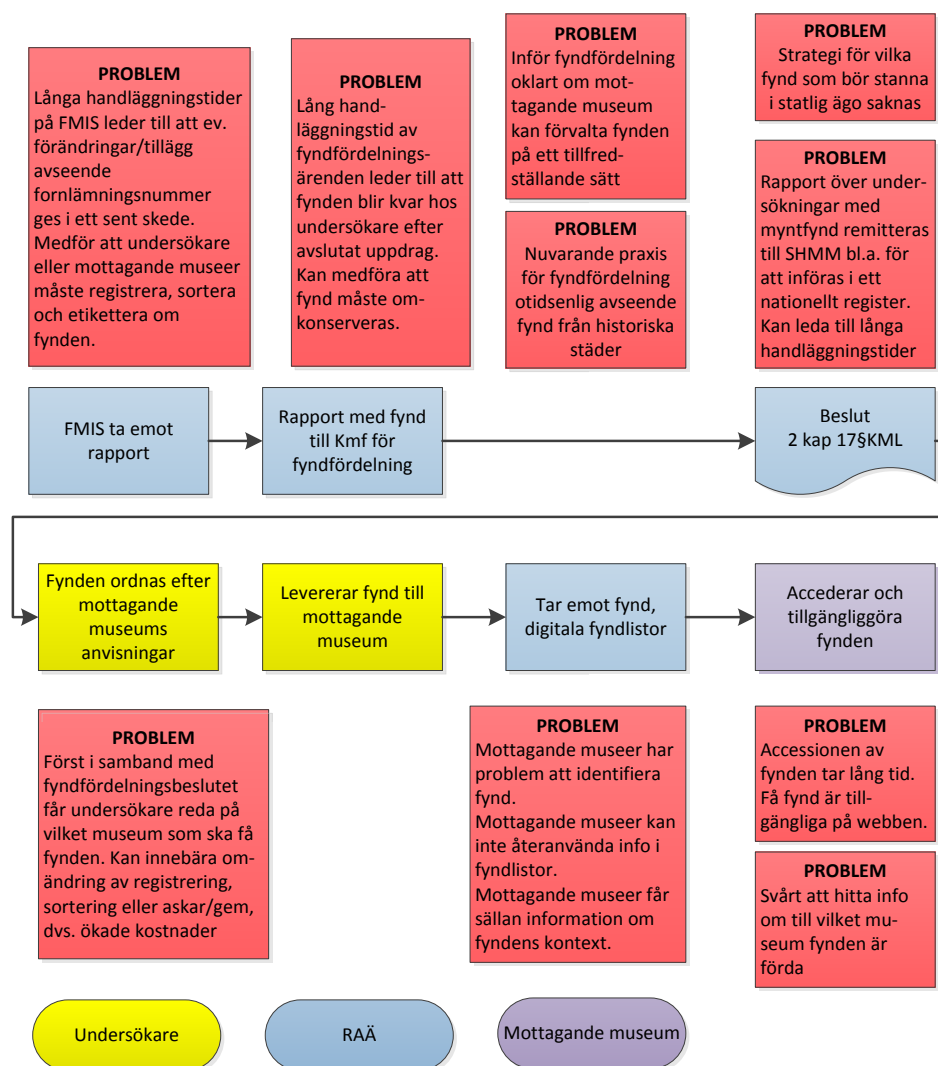 PROBLEM
Långa handläggningstider
på FMIS leder till att ev.
förändringar/tillägg
avseende
fornlämningsnummer
ges i ett sent skede.
Medför att undersökare
eller mottagande museer
måste registrera, sortera
och etikettera om
fynden.
PROBLEM
Lång hand-
läggningstid av
fyndfördelnings-
ärenden leder till att
fynden blir kvar hos
undersökare efter
avslutat uppdrag.
Kan medföra att
fynd måste om-
konserveras.
PROBLEM
Inför fyndfördelning
oklart om mot-
tagande museum
kan förvalta fynden
på ett tillfred-
ställande sätt
PROBLEM
Nuvarande praxis
för fyndfördelning
otidsenlig avseende
fynd från historiska
städer
PROBLEM
Strategi för vilka
fynd som bör stanna
i statlig ägo saknas
PROBLEM
Rapport över under-
sökningar med
myntfynd remitteras
till SHMM bl.a. för
att införas i ett
nationellt register.
Kan leda till långa
handläggningstider
FMIS ta emot
rapport
Rapport med fynd
till Kmf för
fyndfördelning
Beslut
2 kap 17§KML
Fynden ordnas efter
mottagande
museums
anvisningar
Levererar fynd till
mottagande
museum
Tar emot fynd,
digitala fyndlistor
Accederar och
tillgängliggöra
fynden
PROBLEM
Först i samband med
fyndfördelningsbeslutet
får undersökare reda på
vilket museum som ska få
fynden. Kan innebära om-
ändring av registrering,
sortering eller askar/gem,
dvs. ökade kostnader
PROBLEM
Mottagande museer har
problem att identifiera
fynd.
Mottagande museer kan
inte återanvända info i
fyndlistor.
Mottagande museer får
sällan information om
fyndens kontext.
PROBLEM
Accessionen av
fynden tar lång tid.
Få fynd är till-
gängliga på webben.
PROBLEM
Svårt att hitta info
om till vilket mu-
seum fynden är
förda
Undersökare
RAÄ
Mottagande museum